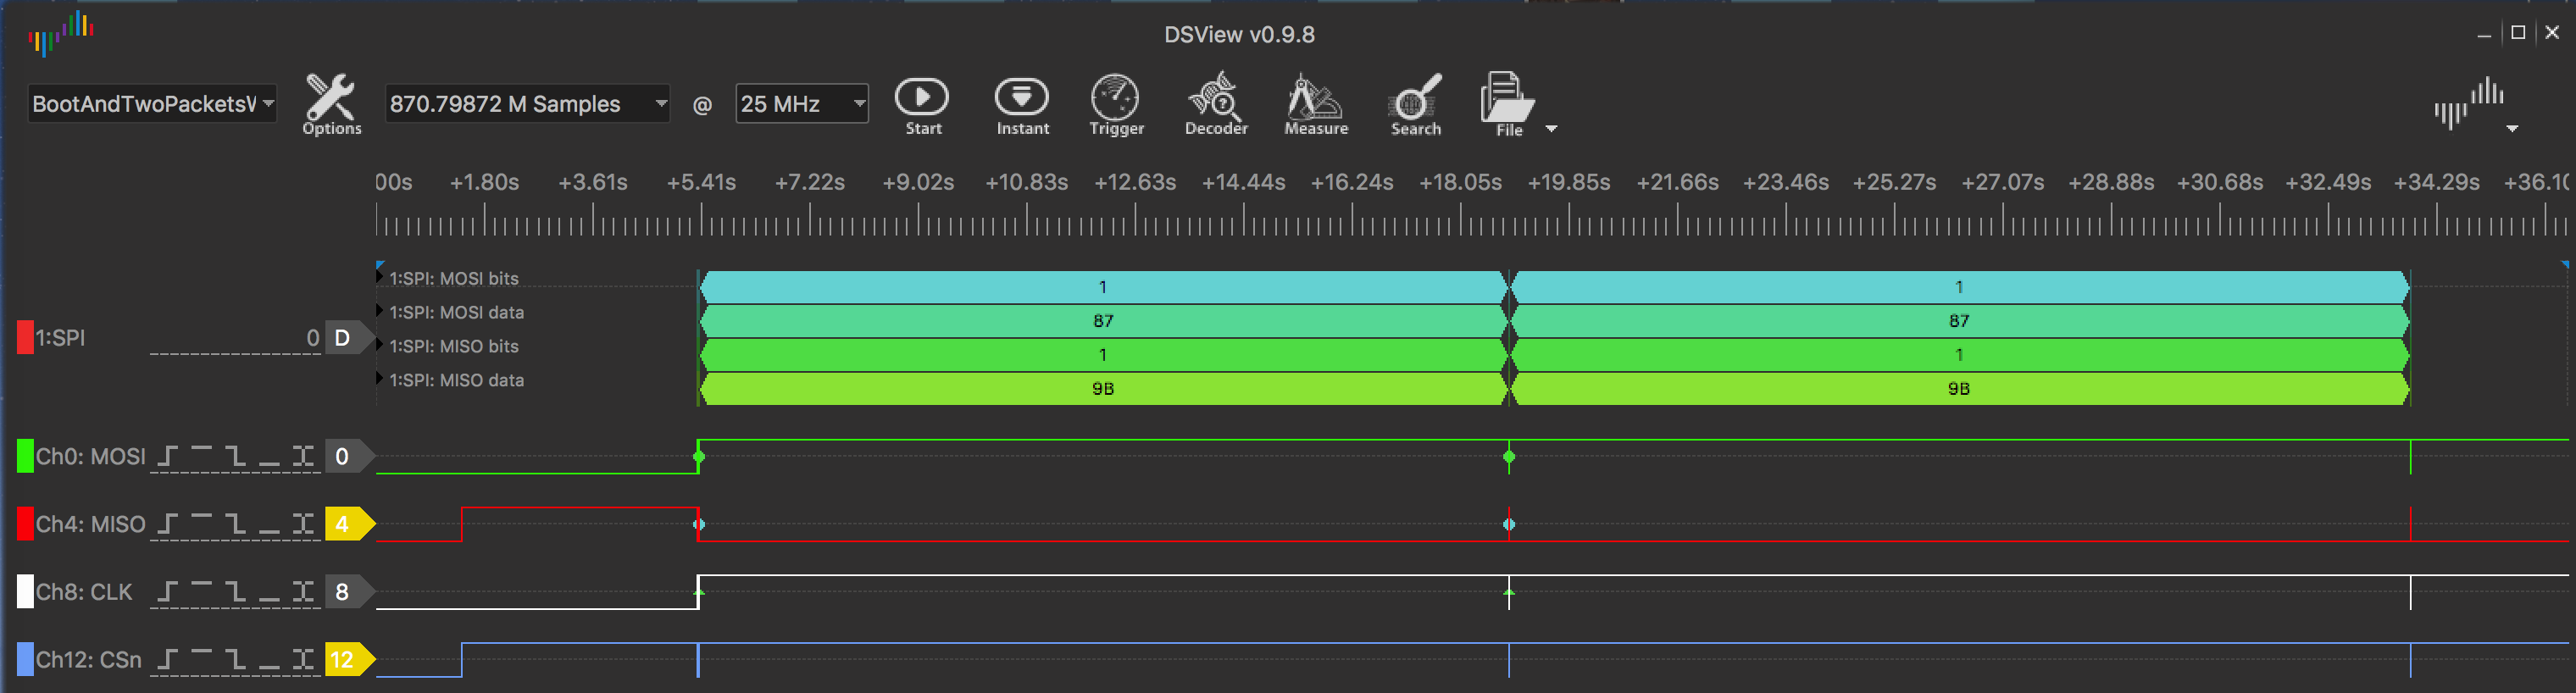 DSView v0.9.8
BootAndTwoPacketsV
Options
870.79872 M Samples
@
25 MHz
Start
Instant
Trigger
Decoder
Measure
Search
File
00s +1.80s +3.61s +5.41s +7.22s +9.02s +10.83s +12.63s +14.44s +16.24s +18.05s +19.85s +21.66s +23.46s +25.27s +27.07s +28.88s +30.68s +32.49s +34.29s +36.10
1:SPI 0 D
1:SPI: MOSI bits 1 1
1:SPI: MOSI data 87 87
1:SPI: MISO bits 1 1
1:SPI: MISO data 9B 9B
Ch0: MOSI 0
Ch4: MISO 4
Ch8: CLK 8
Ch12: CSn 12